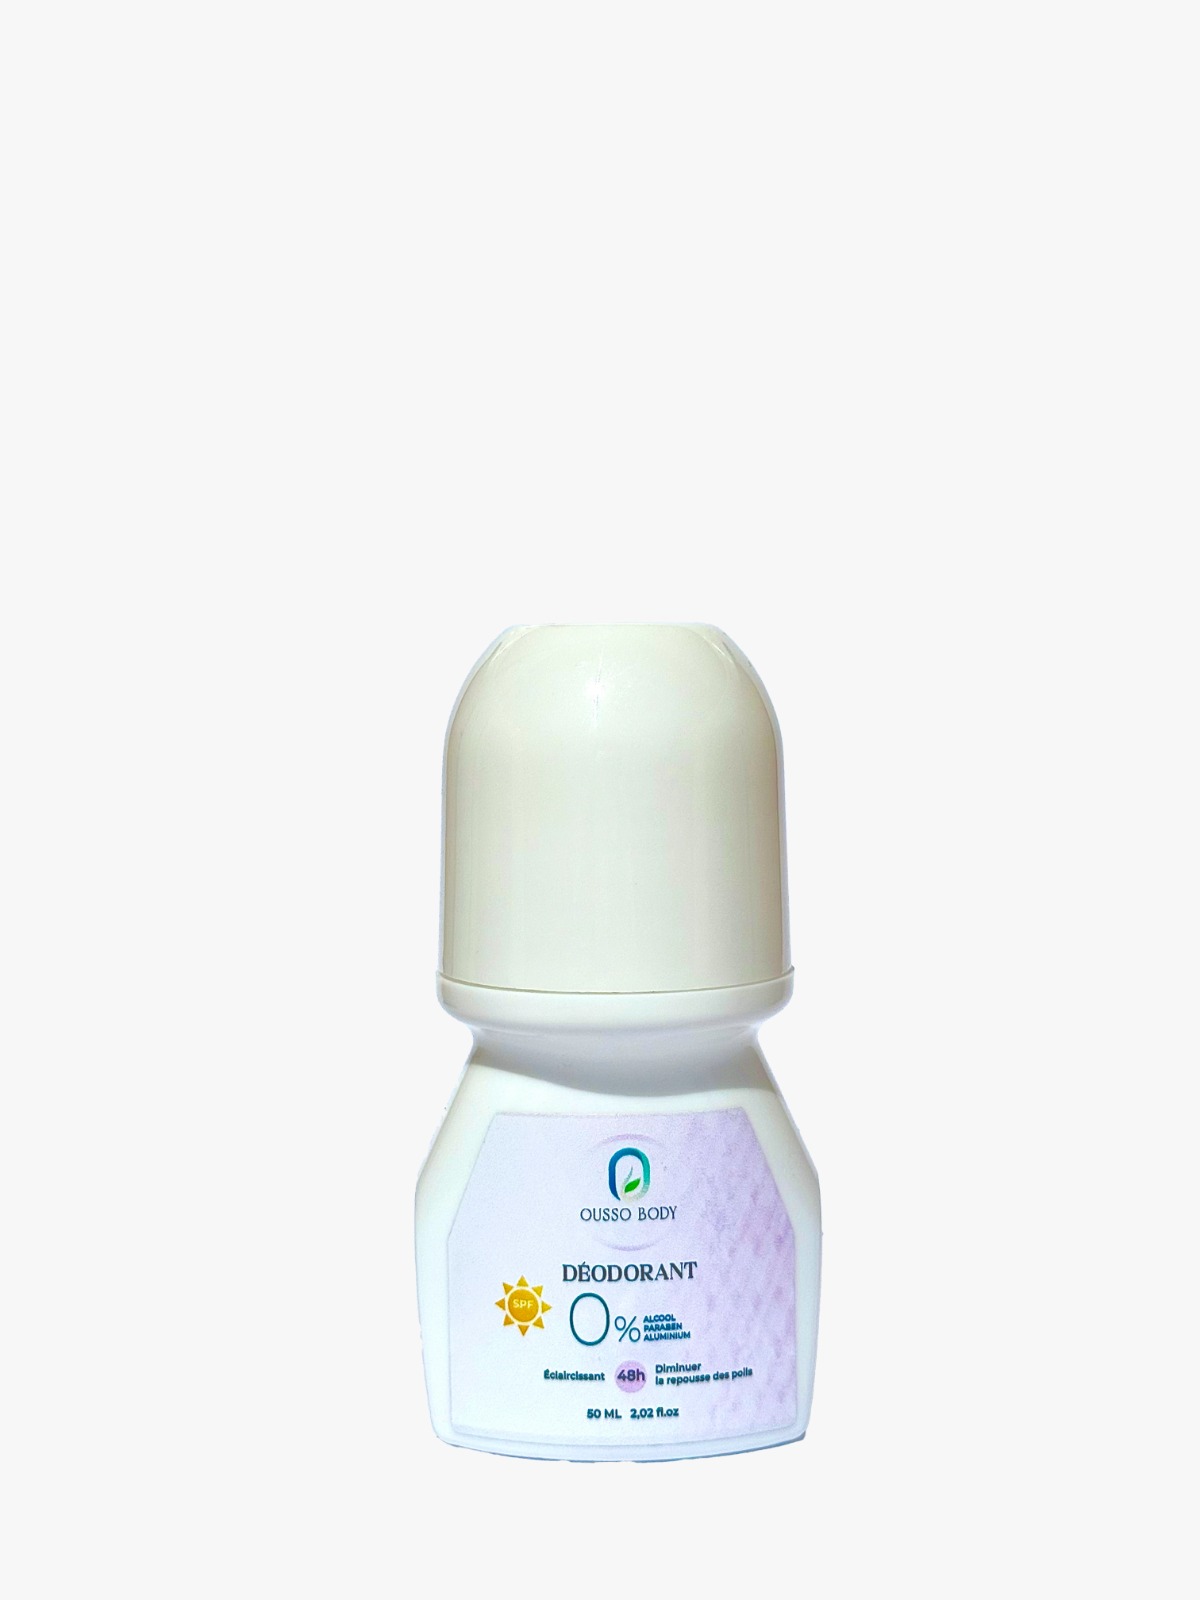 OUSSO BODY
DÉODORANT
SPF
0% ALCOOL
PARABEN
ALUMINIUM
Éclaircissant 48h Diminuer
la repousse des poils
50 ML 2,02 fl.oz